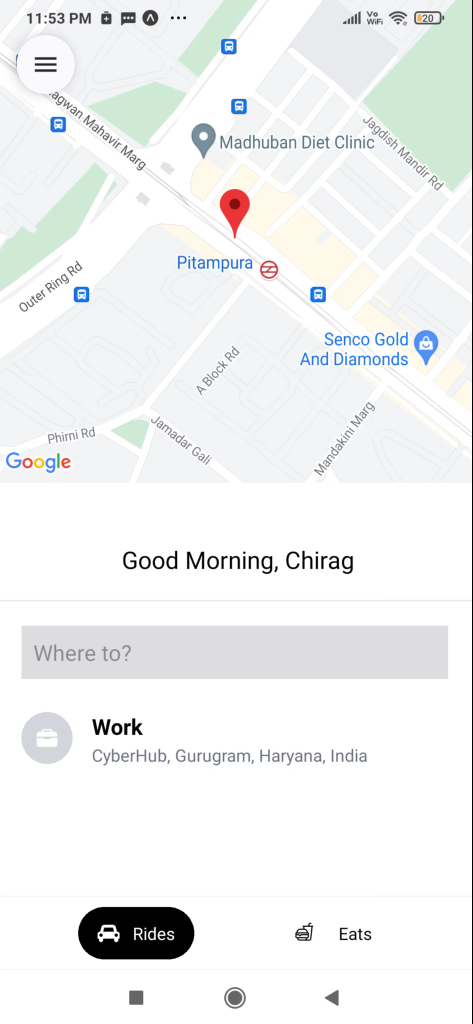 11:53 PM
Vo
WiFi
20
agwan Mahavir Marg
Madhuban Diet Clinic
Jagdish Mandir Rd
Pitampura
Outer Ring Rd
Senco Gold
And Diamonds
A Block Rd
Phirni Rd
Jamadar Gali
Mandakini Marg
Google
Good Morning, Chirag
Where to?
Work
CyberHub, Gurugram, Haryana, India
Rides
Eats